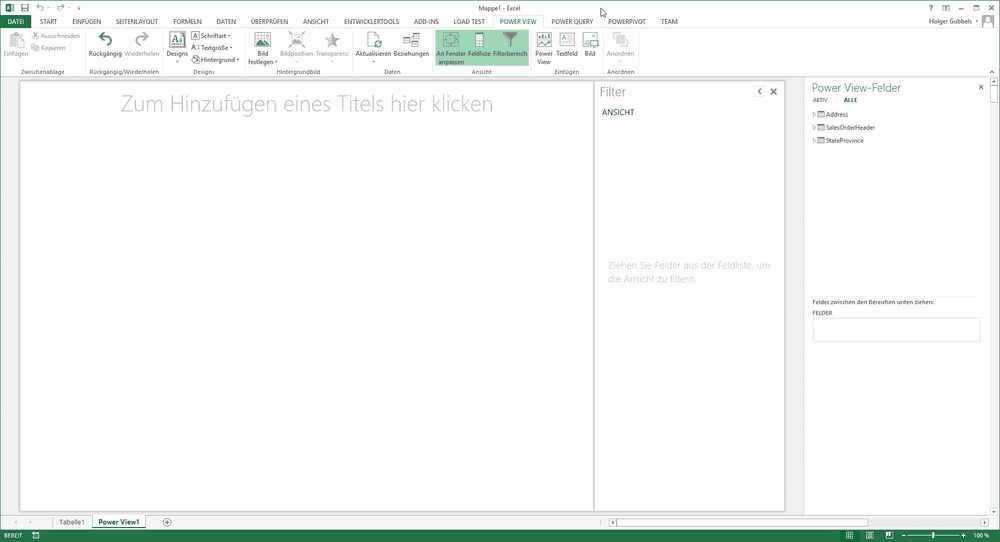 Mappe1 - Excel
DATEI START EINFÜGEN SEITENLAYOUT FORMELN DATEN ÜBERPRÜFEN ANSICHT ENTWICKLERTOOLS ADD-INS LOAD TEST POWER VIEW POWER QUERY POWERPIVOT TEAM Holger Gubbels
Einfügen
Ausschneiden
Kopieren
Zwischenablage
Rückgängig Wiederholen
Rückgängig/Wiederholen
Designs
Schriftart
Textgröße
Hintergrund
Designs
Bild festlegen
Bildposition
Transparenz
Hintergrundbild
Aktualisieren
Beziehungen
Daten
An Fenster anpassen
Feldliste
Filterbereich
Ansicht
Power View
Textfeld
Bild
Einfügen
Anordnen
Anordnen
Zum Hinzufügen eines Titels hier klicken
Filter
ANSICHT
Ziehen Sie Felder aus der Feldliste, um
die Ansicht zu filtern.
Power View-Felder
AKTIV ALLE
Address
SalesOrderHeader
StateProvince
Felder zwischen den Bereichen unten ziehen:
FELDER
Tabelle1 Power View1
BEREIT 100 %